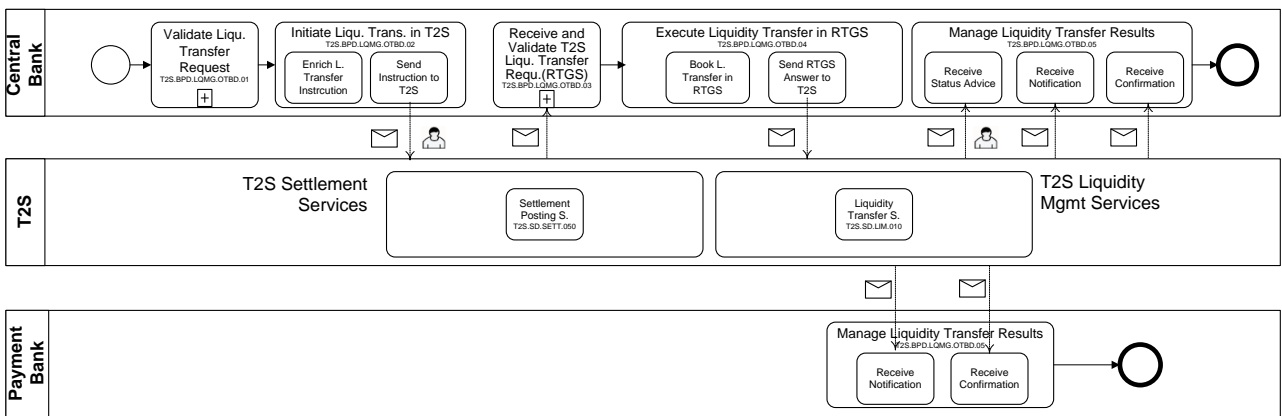 Central
Bank
Validate Liqu.
Transfer
Request
T2S.BPD.LQMG.OTBD.01
+
Initiate Liqu. Trans. in T2S
T2S.BPD.LQMG.OTBD.02
Enrich L.
Transfer
Instrcution
Send
Instruction to
T2S
Receive and
Validate T2S
Liqu. Transfer
Requ.(RTGS)
T2S.BPD.LQMG.OTBD.03
+
Execute Liquidity Transfer in RTGS
T2S.BPD.LQMG.OTBD.04
Book L.
Transfer in
RTGS
Send RTGS
Answer to
T2S
Manage Liquidity Transfer Results
T2S.BPD.LQMG.OTBD.05
Receive
Status Advice
Receive
Notification
Receive
Confirmation
T2S
T2S Settlement
Services
Settlement
Posting S.
T2S.SD.SETT.050
Liquidity
Transfer S.
T2S.SD.LIM.010
T2S Liquidity
Mgmt Services
Payment
Bank
Manage Liquidity Transfer Results
T2S.BPD.LQMG.OTBD.05
Receive
Notification
Receive
Confirmation